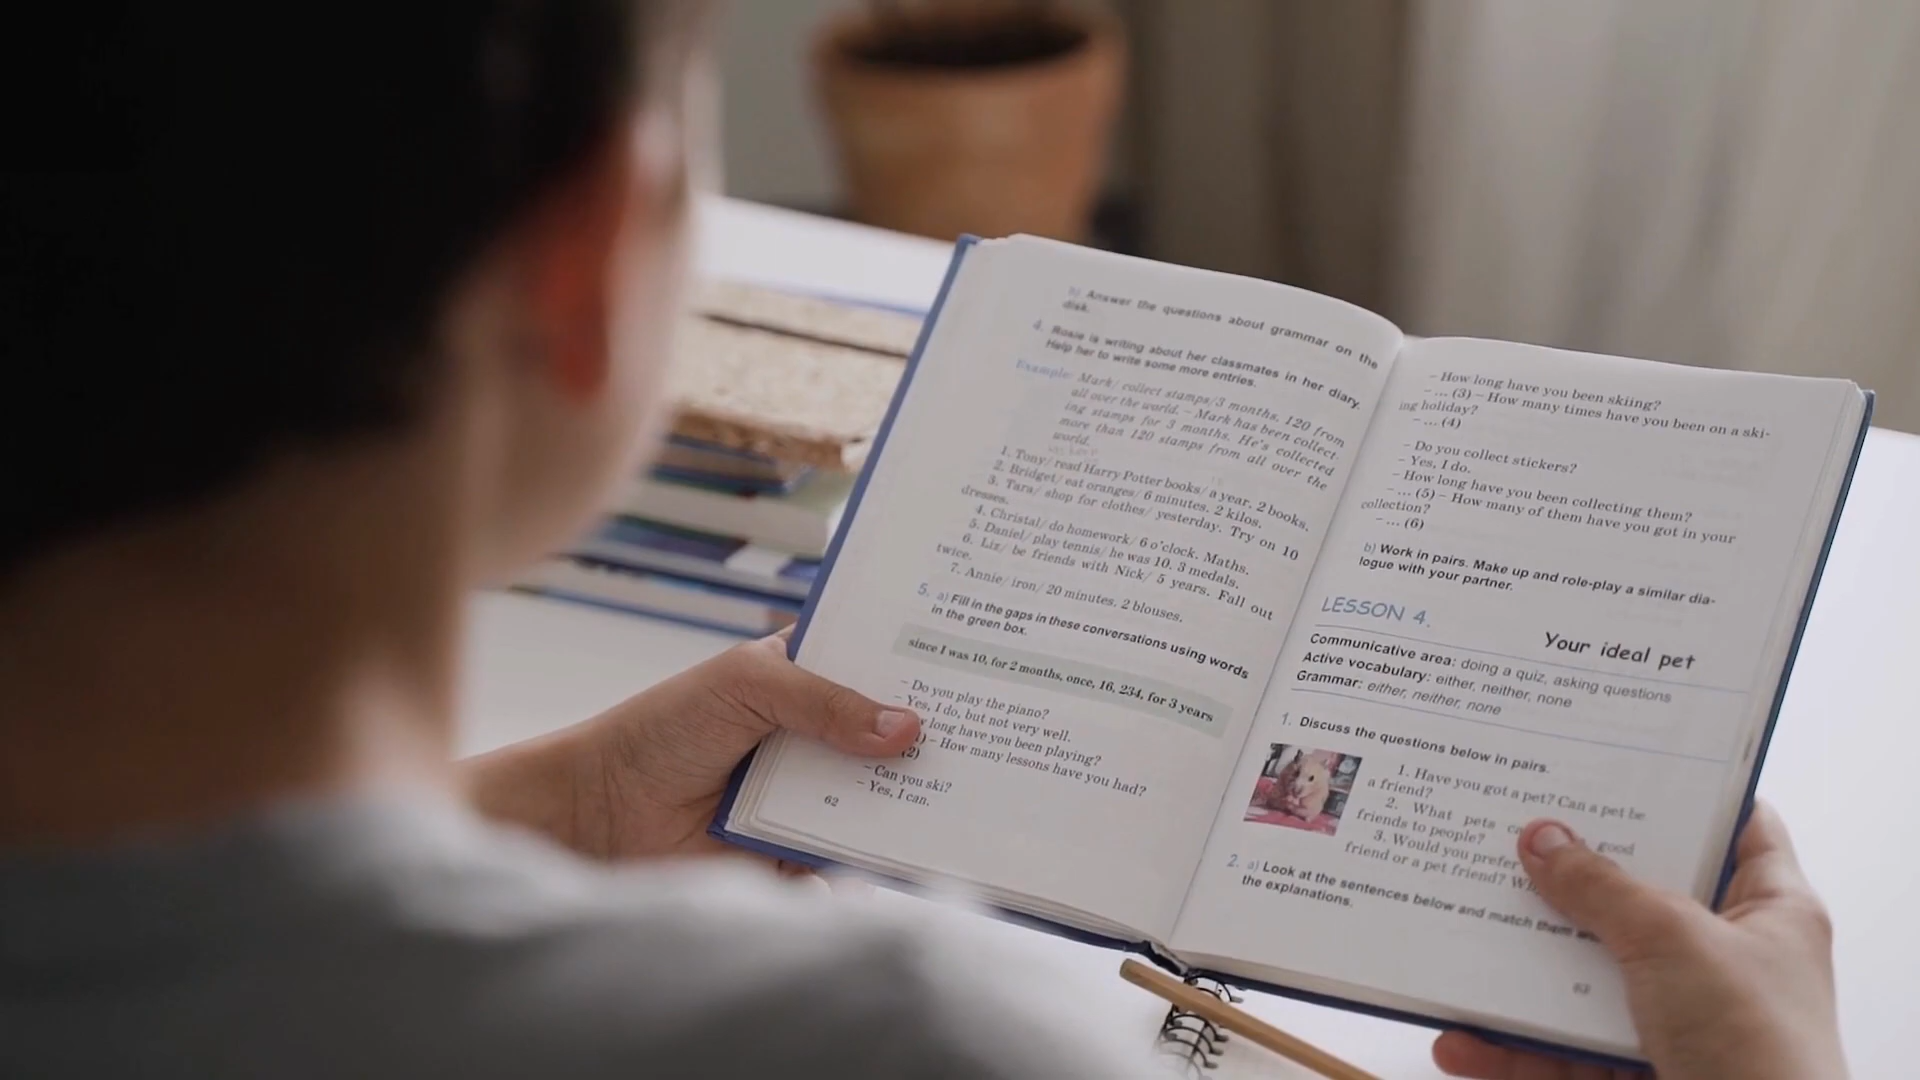 b) Answer the questions about grammar on the
disk.
4. Rosie is writing about her classmates in her diary.
Help her to write some more entries.
Example: Mark/ collect stamps/3 months. 120 from
all over the world. – Mark has been collect-
ing stamps for 3 months. He's collected
more than 120 stamps from all over the
world.
1. Tony/ read Harry Potter books/ a year. 2 books.
2. Bridget/ eat oranges/ 6 minutes. 2 kilos.
3. Tara/ shop for clothes/ yesterday. Try on 10
dresses.
4. Christal/ do homework/ 6 o'clock. Maths.
5. Daniel/ play tennis/ he was 10. 3 medals.
6. Liz/ be friends with Nick/ 5 years. Fall out
twice.
7. Annie/ iron/ 20 minutes. 2 blouses.
5. a) Fill in the gaps in these conversations using words
in the green box.
since I was 10, for 2 months, once, 16, 234, for 3 years
– Do you play the piano?
– Yes, I do, but not very well.
long have you been playing?
– How many lessons have you had?
(2)
– Can you ski?
– Yes, I can.
62
– How long have you been skiing?
– ... (3) – How many times have you been on a ski-
ing holiday?
– ... (4)
– Do you collect stickers?
– Yes, I do.
– How long have you been collecting them?
– ... (5) – How many of them have you got in your
collection?
– ... (6)
b) Work in pairs. Make up and role-play a similar dia-
logue with your partner.
LESSON 4.
Your ideal pet
Communicative area: doing a quiz, asking questions
Active vocabulary: either, neither, none
Grammar: either, neither, none
1. Discuss the questions below in pairs.
1. Have you got a pet? Can a pet be
a friend?
2. What pets good
friends to people?
3. Would you prefer
friend or a pet friend?
2. a) Look at the sentences below and match them
the explanations.